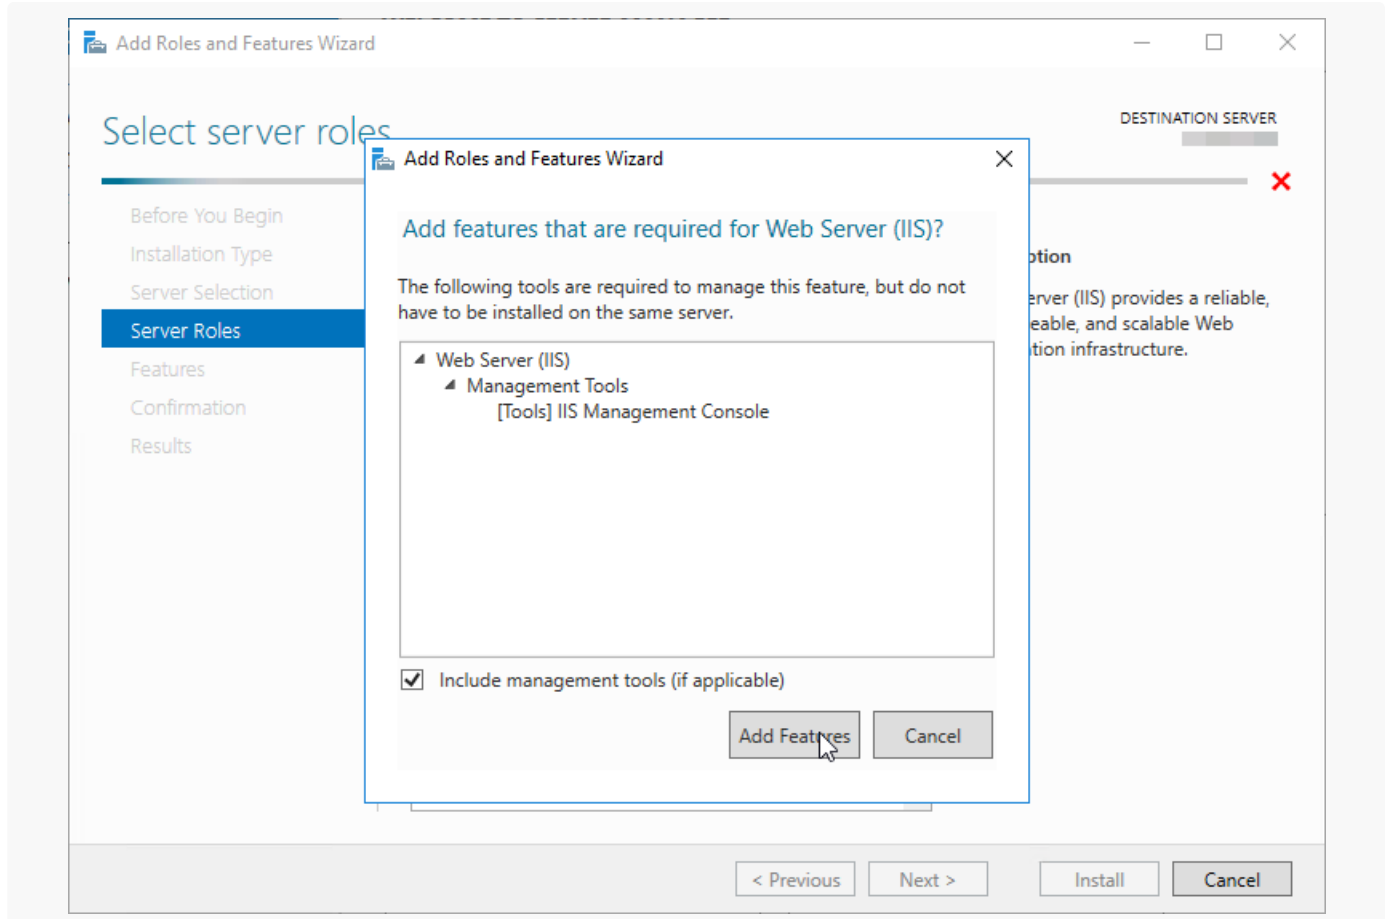 Add Roles and Features Wizard
Select server roles
DESTINATION SERVER
Before You Begin
Installation Type
Server Selection
Server Roles
Features
Confirmation
Results
Add Roles and Features Wizard
Add features that are required for Web Server (IIS)?
The following tools are required to manage this feature, but do not
have to be installed on the same server.
Web Server (IIS)
Management Tools
[Tools] IIS Management Console
Include management tools (if applicable)
Add Features
Cancel
(IIS) provides a reliable,
and scalable Web
infrastructure.
< Previous
Next >
Install
Cancel